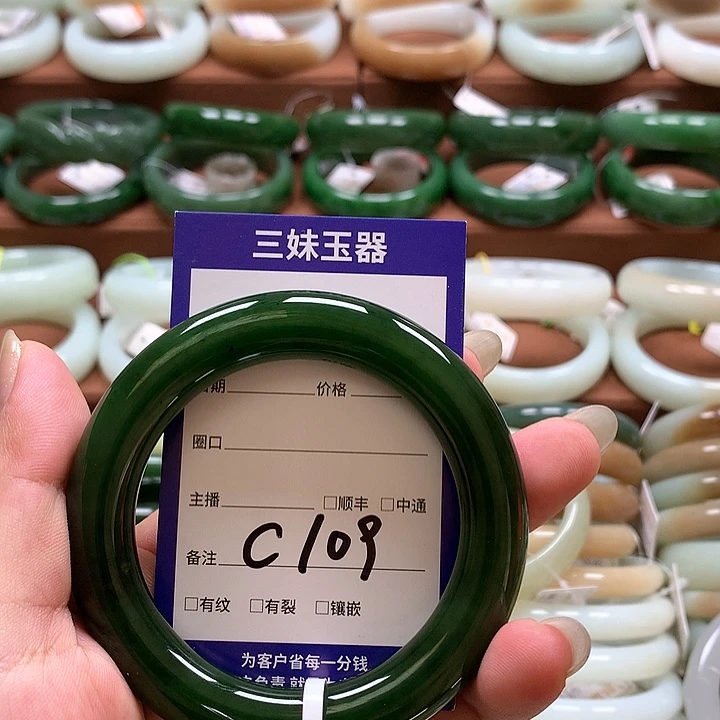 三妹玉器
期 价格
圈口
主播 □顺丰 □中通
备注 C109
□有纹 □有裂 □镶嵌
为客户省每一分钱